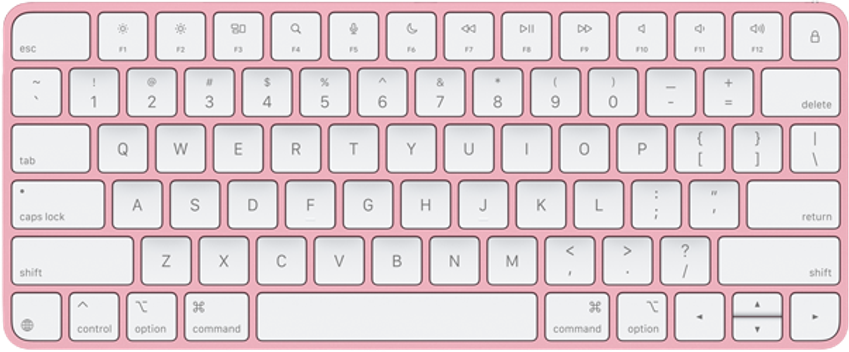 esc F1 F2 F3 F4 F5 F6 F7 F8 F9 F10 F11 F12
~ ! @ # $ % ^ & * ( ) _ +
` 1 2 3 4 5 6 7 8 9 0 - = delete
tab Q W E R T Y U I O P { [ } ] | \
caps lock A S D F G H J K L : ; " ' return
shift Z X C V B N M < , > . ? / shift
control ⌥ option ⌘ command ⌘ command ⌥ option